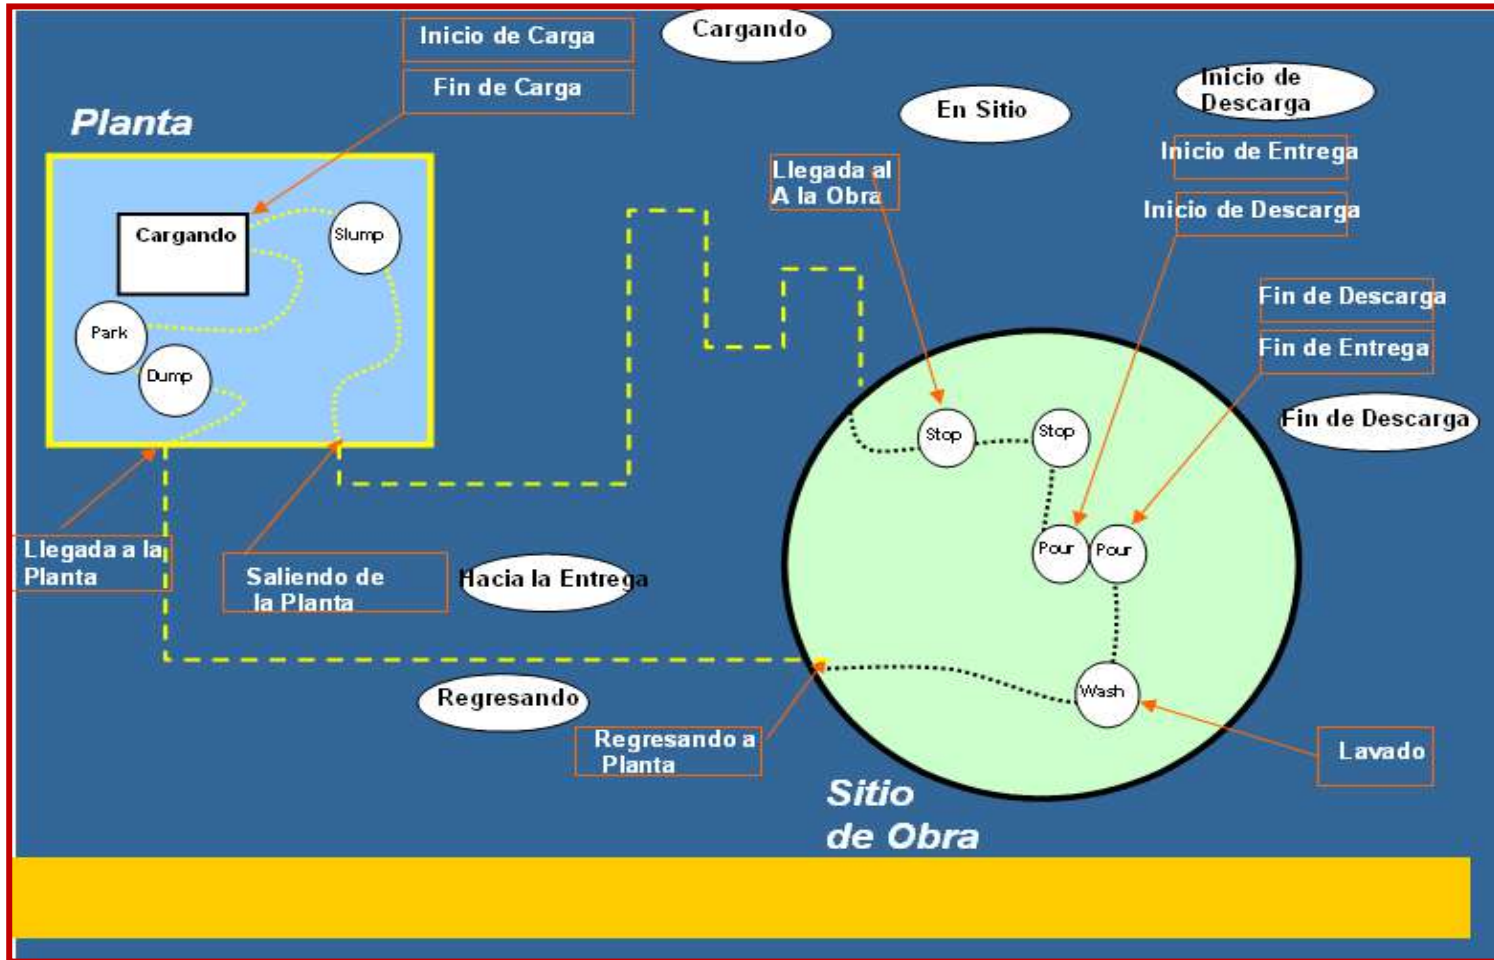 Inicio de Carga
Cargando
Fin de Carga
Inicio de
Descarga
En Sitio
Planta
Inicio de Entrega
Llegada al
A la Obra
Inicio de Descarga
Cargando
Slump
Fin de Descarga
Park
Fin de Entrega
Dump
Fin de Descarga
Stop
Stop
Llegada a la
Planta
Pour
Pour
Saliendo de
la Planta
Hacia la Entrega
Regresando
Wash
Regresando a
Planta
Lavado
Sitio
de Obra